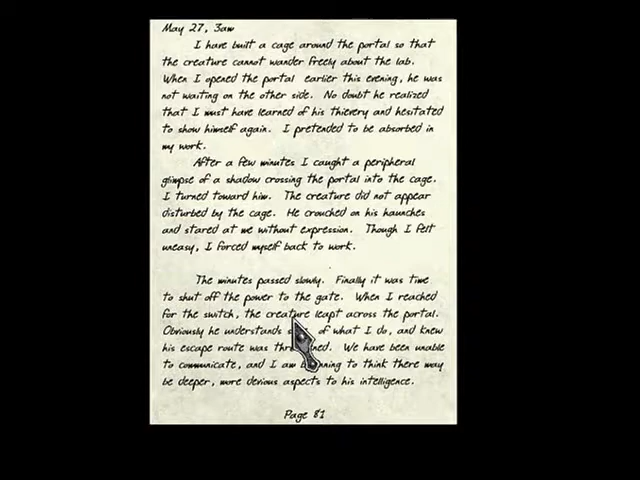 May 27, 3am
I have built a cage around the portal so that
the creature cannot wander freely about the lab.
When I opened the portal earlier this evening, he was
not waiting on the other side. No doubt he realized
that I must have learned of his thievery and hesitated
to show himself again. I pretended to be absorbed in
my work.
After a few minutes I caught a peripheral
glimpse of a shadow crossing the portal into the cage.
I turned toward him. The creature did not appear
disturbed by the cage. He crouched on his haunches
and stared at me without expression. Though I felt
uneasy, I forced myself back to work.
The minutes passed slowly. Finally it was time
to shut off the power to the gate. When I reached
for the switch, the creature leapt across the portal.
Obviously he understands of what I do, and knew
his escape route was We have been unable
to communicate, and I am to think there may
be deeper, more devious aspects to his intelligence.
Page 81